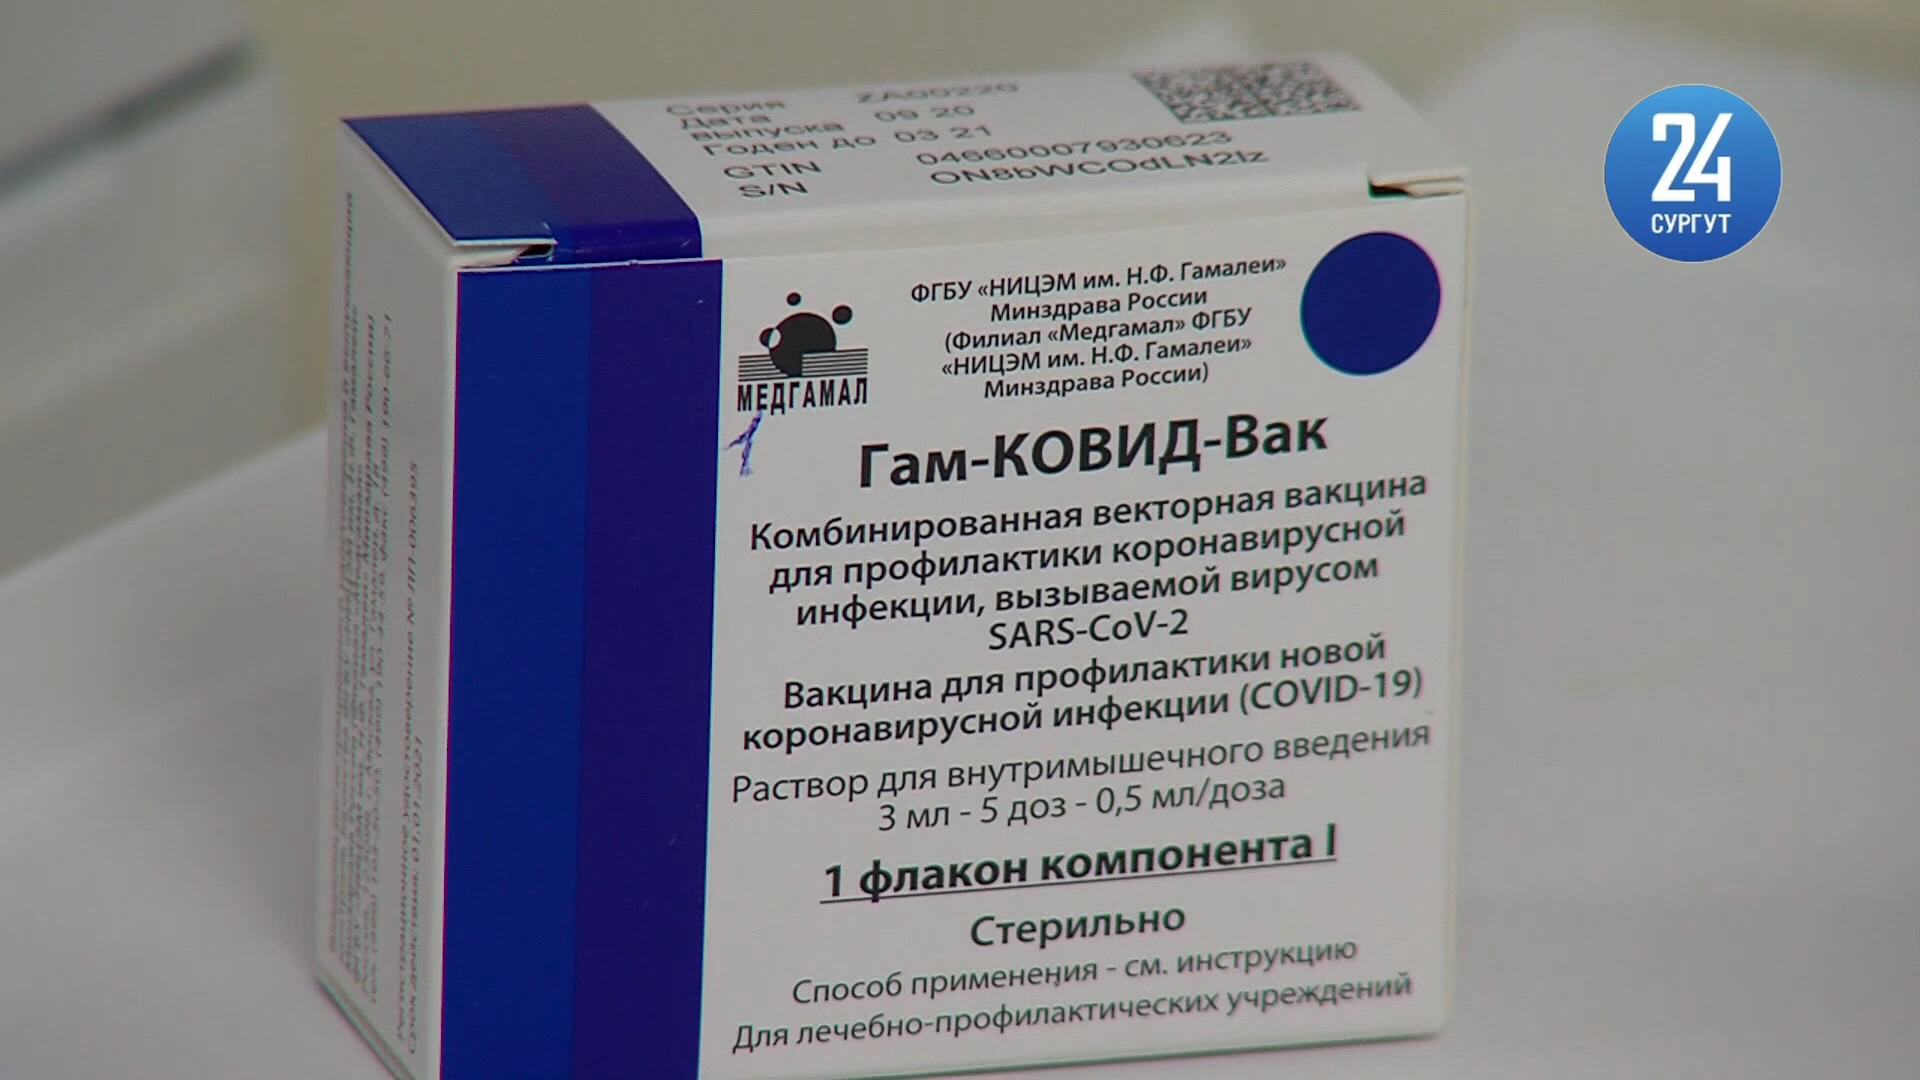 24
СУРГУТ
Серия ZA00220
Дата
выпуска 09 20
Годен до 03 21
GTIN 04660007930623
S/N ON8bWCOdLN2Iz
МЕДГАМАЛ
ФГБУ «НИЦЭМ им. Н.Ф. Гамалеи»
Минздрава России
(Филиал «Медгамал» ФГБУ
«НИЦЭМ им. Н.Ф. Гамалеи»
Минздрава России)
1
Гам-КОВИД-Вак
Комбинированная векторная вакцина
для профилактики коронавирусной
инфекции, вызываемой вирусом
SARS-CoV-2
Вакцина для профилактики новой
коронавирусной инфекции (COVID-19)
Раствор для внутримышечного введения
3 мл - 5 доз - 0,5 мл/доза
1 флакон компонента I
Стерильно
Способ применения - см. инструкцию
Для лечебно-профилактических учреждений